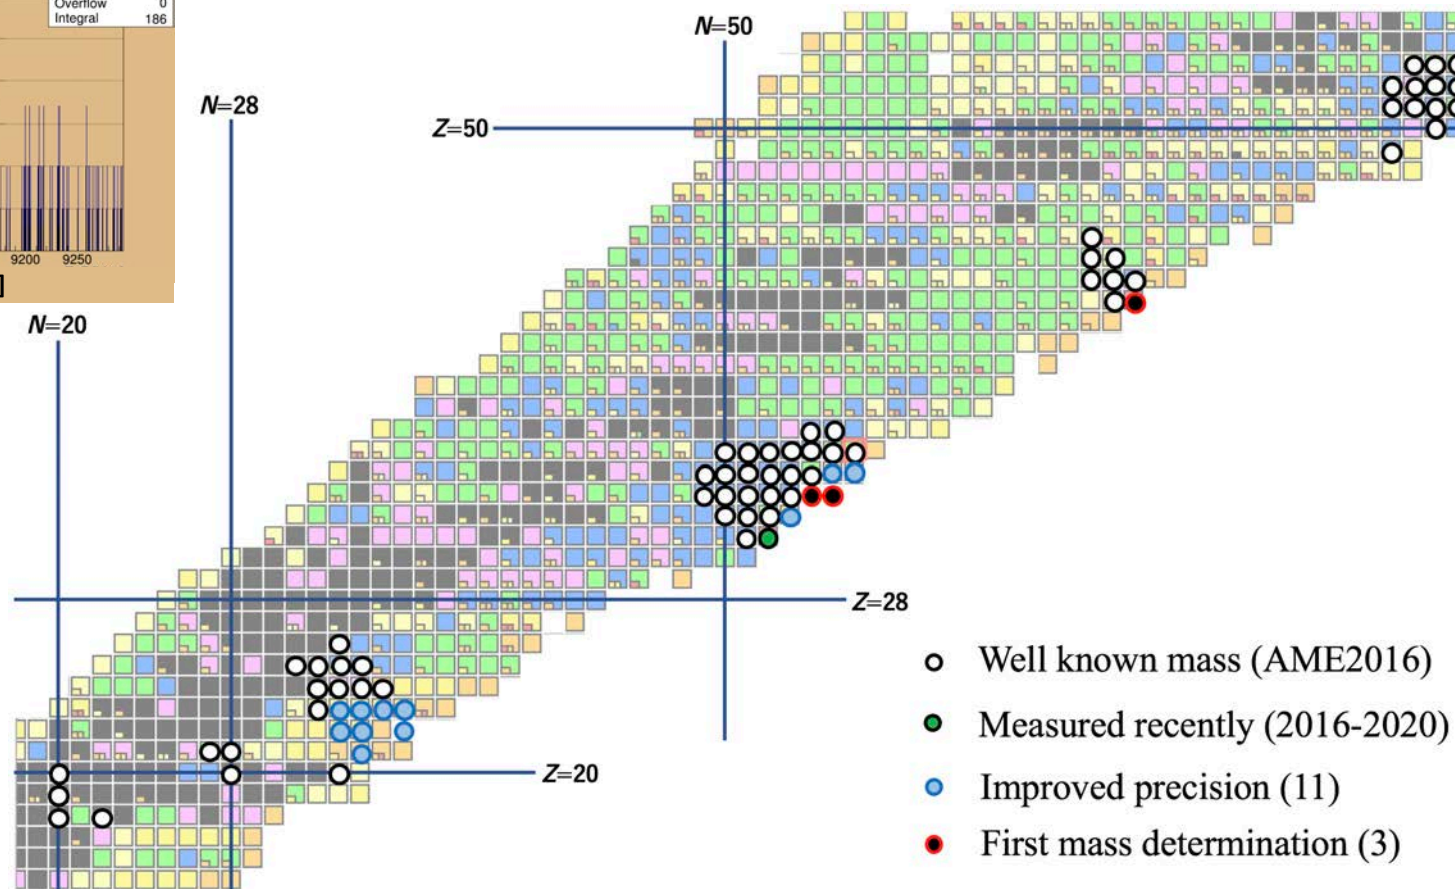 Overflow 0
Integral 186
9200 9250
]
N=50
N=28
Z=50
N=20
Z=28
Z=20
Well known mass (AME2016)
Measured recently (2016-2020)
Improved precision (11)
First mass determination (3)